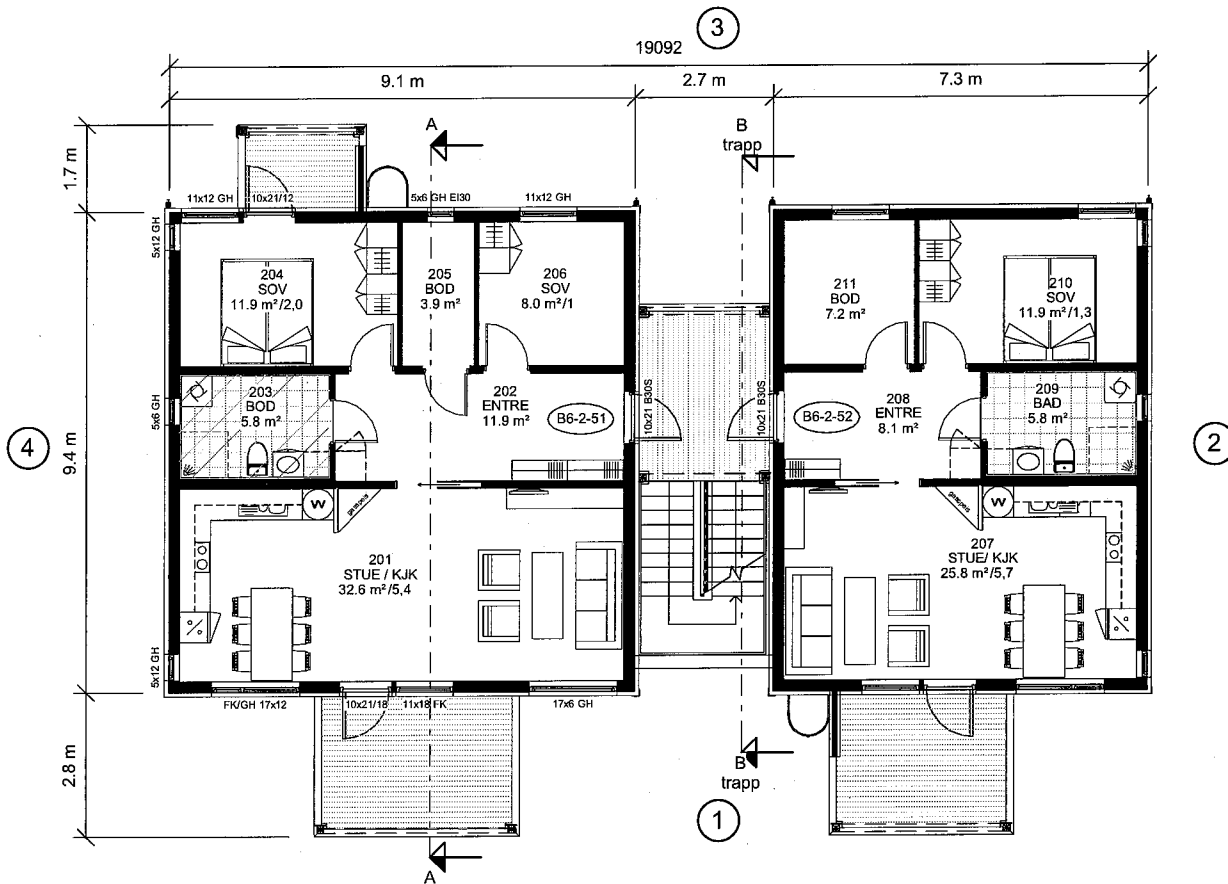 3
19092
9.1 m
2.7 m
7.3 m
A
B
trapp
1.7 m
11x12 GH
10x21/12
5x6 GH EI30
11x12 GH
5x12 GH
204
SOV
11.9 m²/2,0
205
BOD
3.9 m²
206
SOV
8.0 m²/1
211
BOD
7.2 m²
210
SOV
11.9 m²/1,3
5x6 GH
203
BOD
5.8 m²
202
ENTRE
11.9 m²
B6-2-51
10x21 B30S
10x21 B30S
B6-2-52
208
ENTRE
8.1 m²
209
BAD
5.8 m²
4
9.4 m
2
W
gasspeis
201
STUE / KJK
32.6 m²/5,4
gasspeis
W
207
STUE/ KJK
25.8 m²/5,7
5x12 GH
FK/GH 17x12
10x21/18
11x18 FK
17x6 GH
2.8 m
B
trapp
1
A